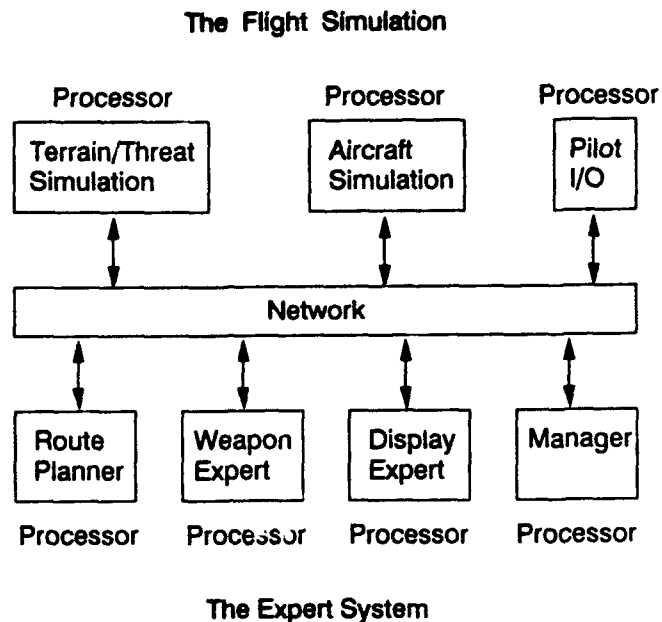 The Flight Simulation
Processor
Processor
Processor
Terrain/Threat
Simulation
Aircraft
Simulation
Pilot
I/O
Network
Route
Planner
Weapon
Expert
Display
Expert
Manager
Processor
Processor
Processor
Processor
The Expert System